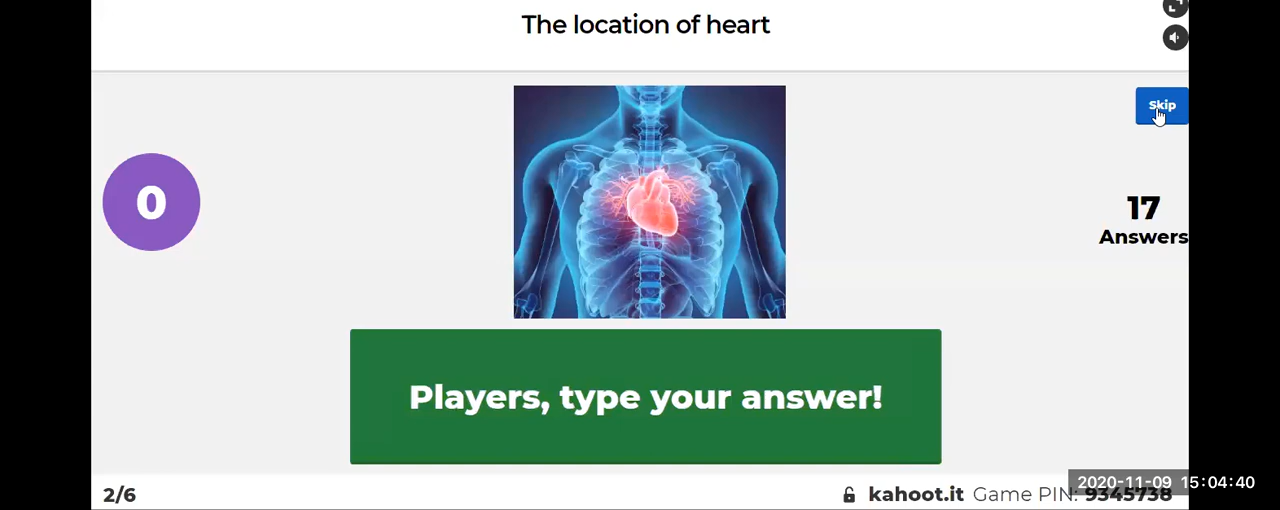 The location of heart
Skip
0
17
Answers
Players, type your answer!
2/6
kahoot.it Game PIN: 9345738
2020-11-09 15:04:40